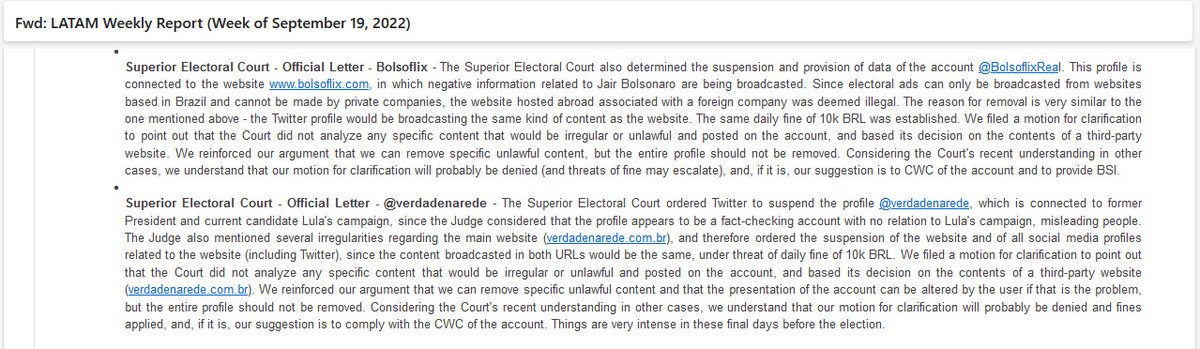 Fwd: LATAM Weekly Report (Week of September 19, 2022)
Superior Electoral Court - Official Letter - Bolsoflix - The Superior Electoral Court also determined the suspension and provision of data of the account @BolsoflixReal. This profile is
connected to the website www.bolsoflix.com, in which negative information related to Jair Bolsonaro are being broadcasted. Since electoral ads can only be broadcasted from websites
based in Brazil and cannot be made by private companies, the website hosted abroad associated with a foreign company was deemed illegal. The reason for removal is very similar to the
one mentioned above - the Twitter profile would be broadcasting the same kind of content as the website. The same daily fine of 10k BRL was established. We filed a motion for clarification
to point out that the Court did not analyze any specific content that would be irregular or unlawful and posted on the account, and based its decision on the contents of a third-party
website. We reinforced our argument that we can remove specific unlawful content, but the entire profile should not be removed. Considering the Court's recent understanding in other
cases, we understand that our motion for clarification will probably be denied (and threats of fine may escalate), and, if it is, our suggestion is to CWC of the account and to provide BSI.
Superior Electoral Court - Official Letter - @verdadenarede - The Superior Electoral Court ordered Twitter to suspend the profile @verdadenarede, which is connected to former
President and current candidate Lula's campaign, since the Judge considered that the profile appears to be a fact-checking account with no relation to Lula's campaign, misleading people.
The Judge also mentioned several irregularities regarding the main website (verdadenarede.com.br), and therefore ordered the suspension of the website and of all social media profiles
related to the website (including Twitter), since the content broadcasted in both URLs would be the same, under threat of daily fine of 10k BRL. We filed a motion for clarification to point out
that the Court did not analyze any specific content that would be irregular or unlawful and posted on the account, and based its decision on the contents of a third-party website
(verdadenarede.com.br). We reinforced our argument that we can remove specific unlawful content and that the presentation of the account can be altered by the user if that is the problem,
but the entire profile should not be removed. Considering the Court's recent understanding in other cases, we understand that our motion for clarification will probably be denied and fines
applied, and, if it is, our suggestion is to comply with the CWC of the account. Things are very intense in these final days before the election.